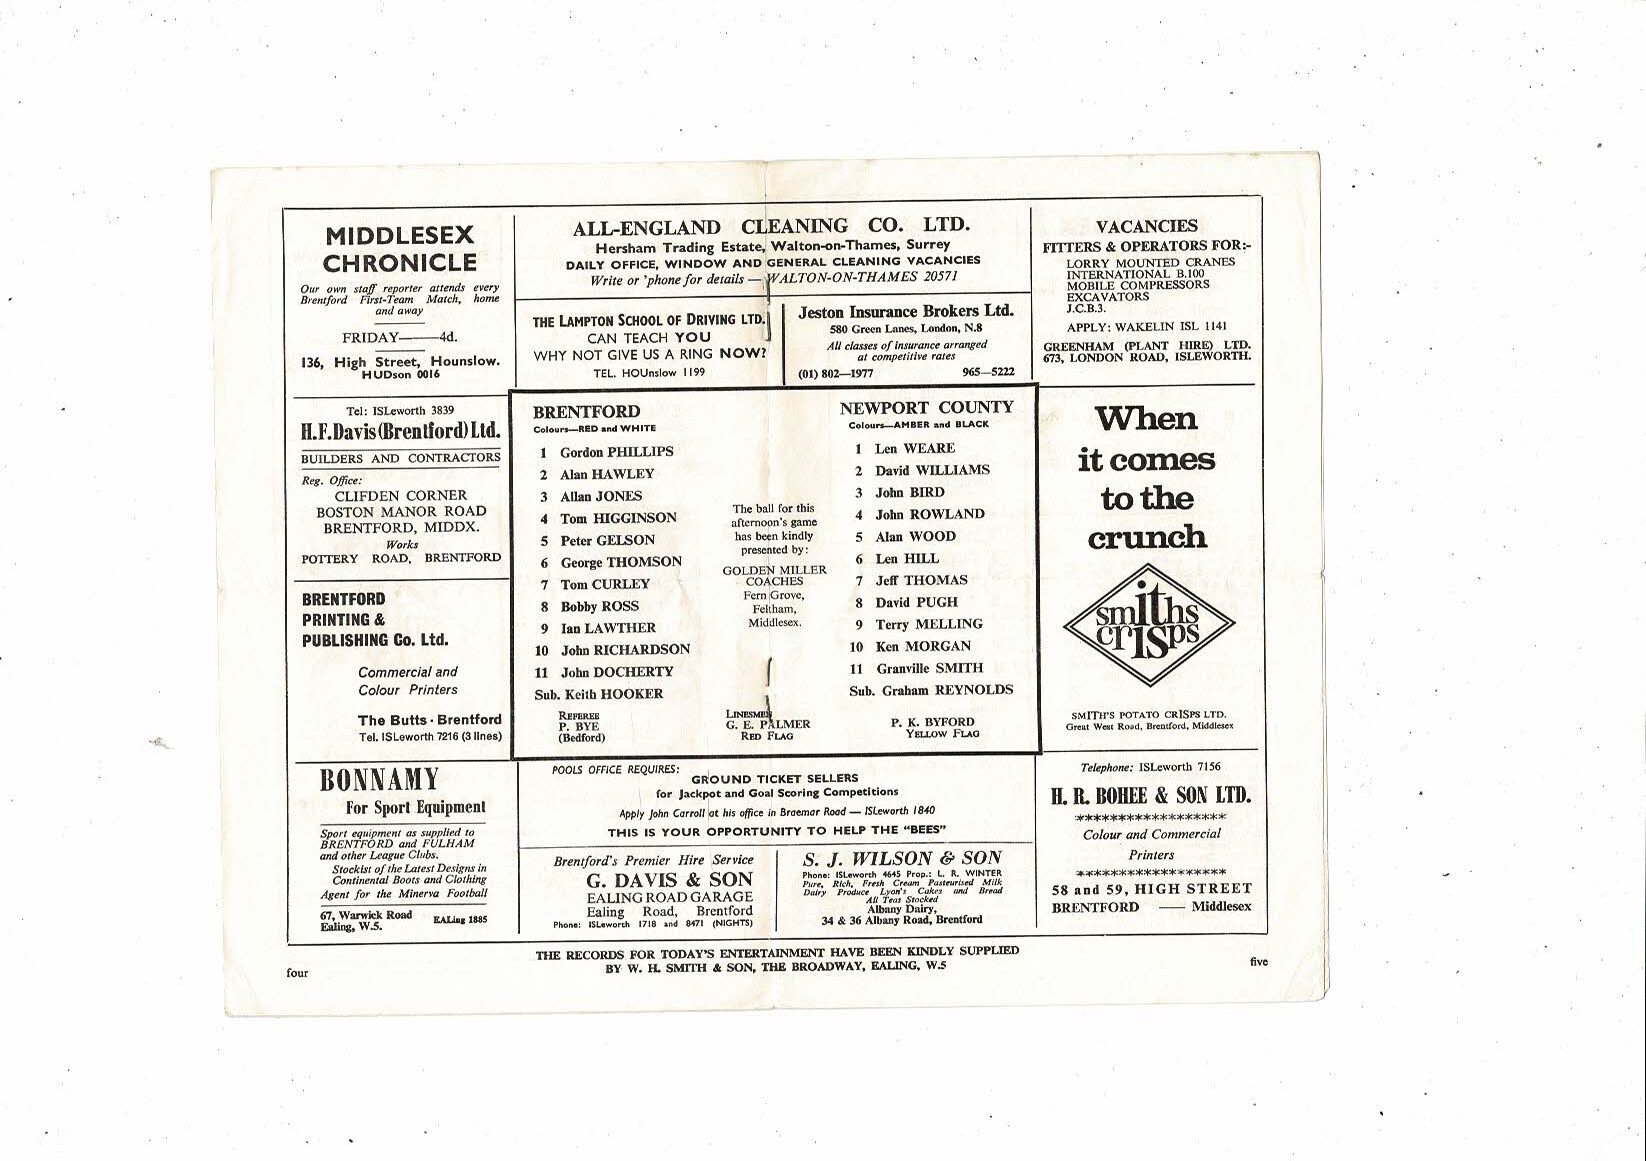 MIDDLESEX
CHRONICLE
Our own staff reporter attends every
Brentford First-Team Match, home
and away
FRIDAY——4d.
136, High Street, Hounslow.
HUDson 0016
ALL-ENGLAND CLEANING CO. LTD.
Hersham Trading Estate, Walton-on-Thames, Surrey
DAILY OFFICE, WINDOW AND GENERAL CLEANING VACANCIES
Write or 'phone for details — WALTON-ON-THAMES 20571
THE LAMPTON SCHOOL OF DRIVING LTD.
CAN TEACH YOU
WHY NOT GIVE US A RING NOW?
TEL. HOUnslow 1199
Jeston Insurance Brokers Ltd.
580 Green Lanes, London, N.8
All classes of insurance arranged
at competitive rates
(01) 802—1977 965—5222
VACANCIES
FITTERS & OPERATORS FOR:-
LORRY MOUNTED CRANES
INTERNATIONAL B.100
MOBILE COMPRESSORS
EXCAVATORS
J.C.B.3.
APPLY: WAKELIN ISL 1141
GREENHAM (PLANT HIRE) LTD.
673, LONDON ROAD, ISLEWORTH.
Tel: ISLeworth 3839
H.F.Davis (Brentford) Ltd.
BUILDERS AND CONTRACTORS
Reg. Office:
CLIFDEN CORNER
BOSTON MANOR ROAD
BRENTFORD, MIDDX.
Works
POTTERY ROAD, BRENTFORD
BRENTFORD
PRINTING &
PUBLISHING Co. Ltd.
Commercial and
Colour Printers
The Butts · Brentford
Tel. ISLeworth 7216 (3 lines)
BRENTFORD
Colours—RED and WHITE
1 Gordon PHILLIPS
2 Alan HAWLEY
3 Allan JONES
4 Tom HIGGINSON
5 Peter GELSON
6 George THOMSON
7 Tom CURLEY
8 Bobby ROSS
9 Ian LAWTHER
10 John RICHARDSON
11 John DOCHERTY
Sub. Keith HOOKER
REFEREE
P. BYE
(Bedford)
The ball for this
afternoon's game
has been kindly
presented by:
GOLDEN MILLER
COACHES
Fern Grove,
Feltham,
Middlesex.
LINESMEN
G. E. PALMER
RED FLAG
NEWPORT COUNTY
Colours—AMBER and BLACK
1 Len WEARE
2 David WILLIAMS
3 John BIRD
4 John ROWLAND
5 Alan WOOD
6 Len HILL
7 Jeff THOMAS
8 David PUGH
9 Terry MELLING
10 Ken MORGAN
11 Granville SMITH
Sub. Graham REYNOLDS
P. K. BYFORD
YELLOW FLAG
When
it comes
to the
crunch
smiths
crisps
SMITH'S POTATO CRISPS LTD.
Great West Road, Brentford, Middlesex
BONNAMY
For Sport Equipment
Sport equipment as supplied to
BRENTFORD and FULHAM
and other League Clubs.
Stockist of the Latest Designs in
Continental Boots and Clothing
Agent for the Minerva Football
67, Warwick Road
Ealing, W.5.
EALing 1885
POOLS OFFICE REQUIRES:
GROUND TICKET SELLERS
for Jackpot and Goal Scoring Competitions
Apply John Carroll at his office in Braemar Road — ISLeworth 1840
THIS IS YOUR OPPORTUNITY TO HELP THE "BEES"
Brentford's Premier Hire Service
G. DAVIS & SON
EALING ROAD GARAGE
Ealing Road, Brentford
Phone: ISLeworth 1718 and 8471 (NIGHTS)
S. J. WILSON & SON
Phone: ISLeworth 4645 Prop.: L. R. WINTER
Pure, Rich, Fresh Cream Pasteurised Milk
Dairy Produce Lyon's Cakes and Bread
All Teas Stocked
Albany Dairy,
34 & 36 Albany Road, Brentford
Telephone: ISLeworth 7156
H. R. BOHEE & SON LTD.
******************
Colour and Commercial
Printers
******************
58 and 59, HIGH STREET
BRENTFORD —— Middlesex
THE RECORDS FOR TODAY'S ENTERTAINMENT HAVE BEEN KINDLY SUPPLIED
BY W. H. SMITH & SON, THE BROADWAY, EALING, W.5
four
five